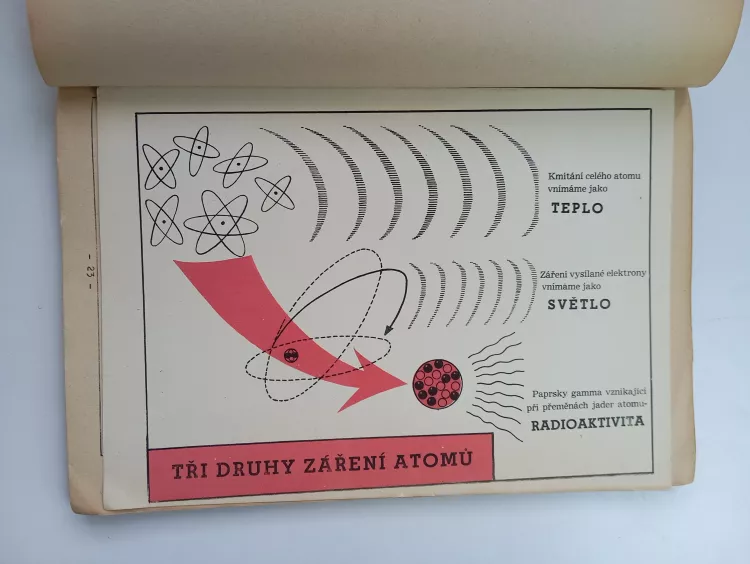 Kmitání celého atomu
vnímáme jako
TEPLO
- 23 -
Záření vysílané elektrony
vnímáme jako
SVĚTLO
Paprsky gamma vznikající
při přeměnách jader atomu-
RADIOAKTIVITA
TŘI DRUHY ZÁŘENÍ ATOMŮ